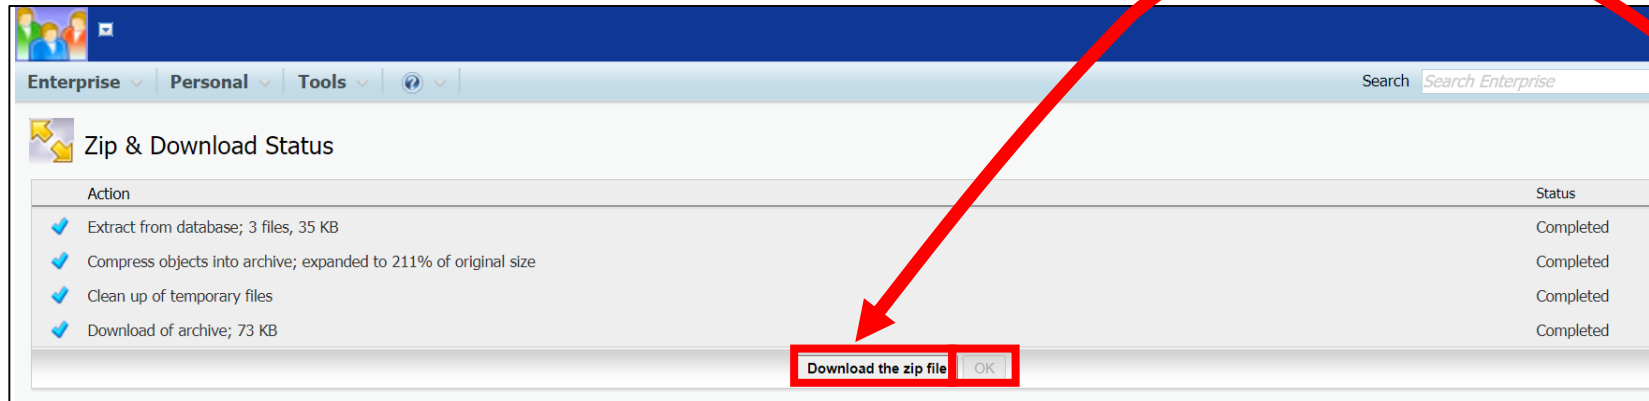 Enterprise Personal Tools Search Search Enterprise
Zip & Download Status
Action Status
Extract from database; 3 files, 35 KB Completed
Compress objects into archive; expanded to 211% of original size Completed
Clean up of temporary files Completed
Download of archive; 73 KB Completed
Download the zip file OK